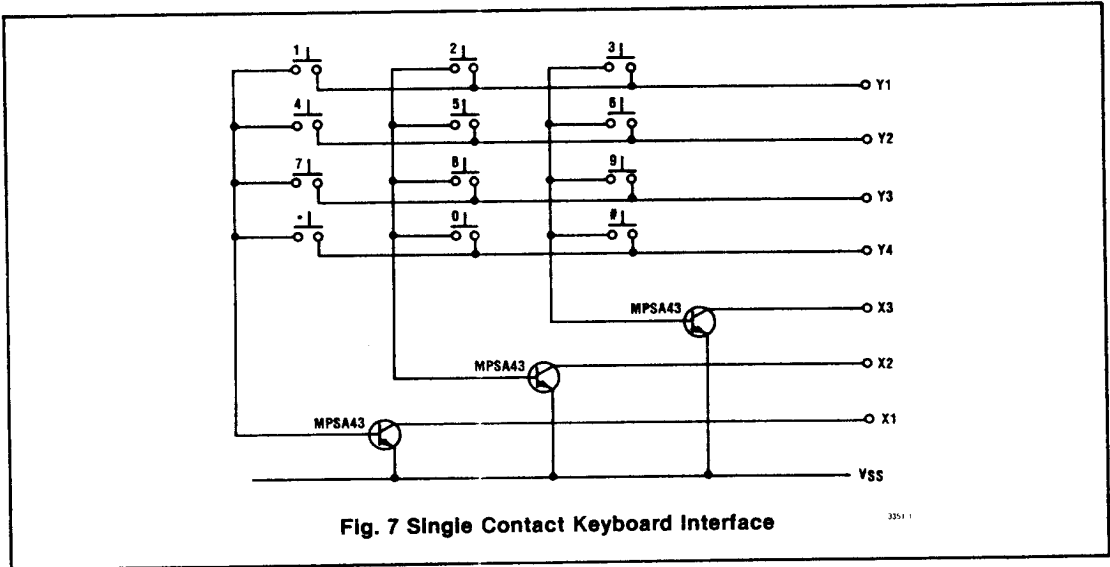 1 2 3
Y1
4 5 6
Y2
7 8 9
Y3
* 0 #
Y4
MPSA43 X3
MPSA43 X2
MPSA43 X1
VSS
Fig. 7 Single Contact Keyboard Interface